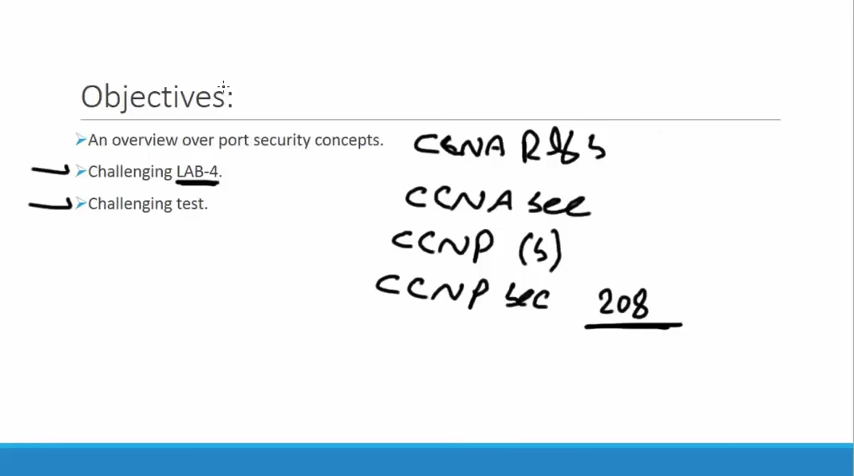 Objectives:
An overview over port security concepts.
Challenging LAB-4.
Challenging test.
CCNA R&S
CCNA sec
CCNP (S)
CCNP sec 208